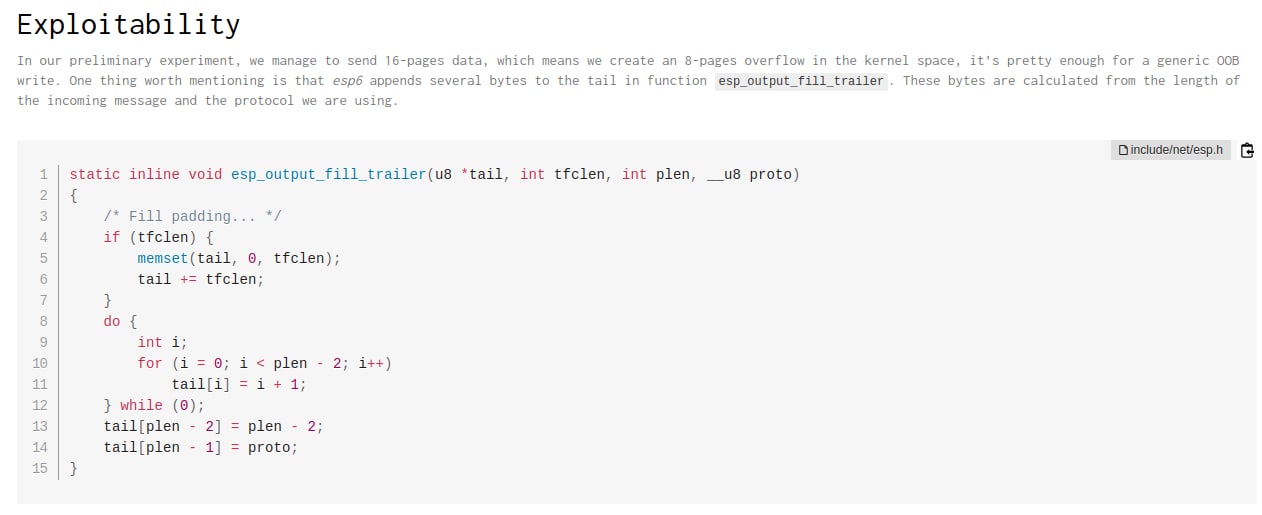 Exploitability
In our preliminary experiment, we manage to send 16-pages data, which means we create an 8-pages overflow in the kernel space, it's pretty enough for a generic OOB
write. One thing worth mentioning is that esp6 appends several bytes to the tail in function esp_output_fill_trailer. These bytes are calculated from the length of
the incoming message and the protocol we are using.
include/net/esp.h
1 static inline void esp_output_fill_trailer(u8 *tail, int tfclen, int plen, __u8 proto)
2 {
3     /* Fill padding... */
4     if (tfclen) {
5         memset(tail, 0, tfclen);
6         tail += tfclen;
7     }
8     do {
9         int i;
10         for (i = 0; i < plen - 2; i++)
11             tail[i] = i + 1;
12     } while (0);
13     tail[plen - 2] = plen - 2;
14     tail[plen - 1] = proto;
15 }